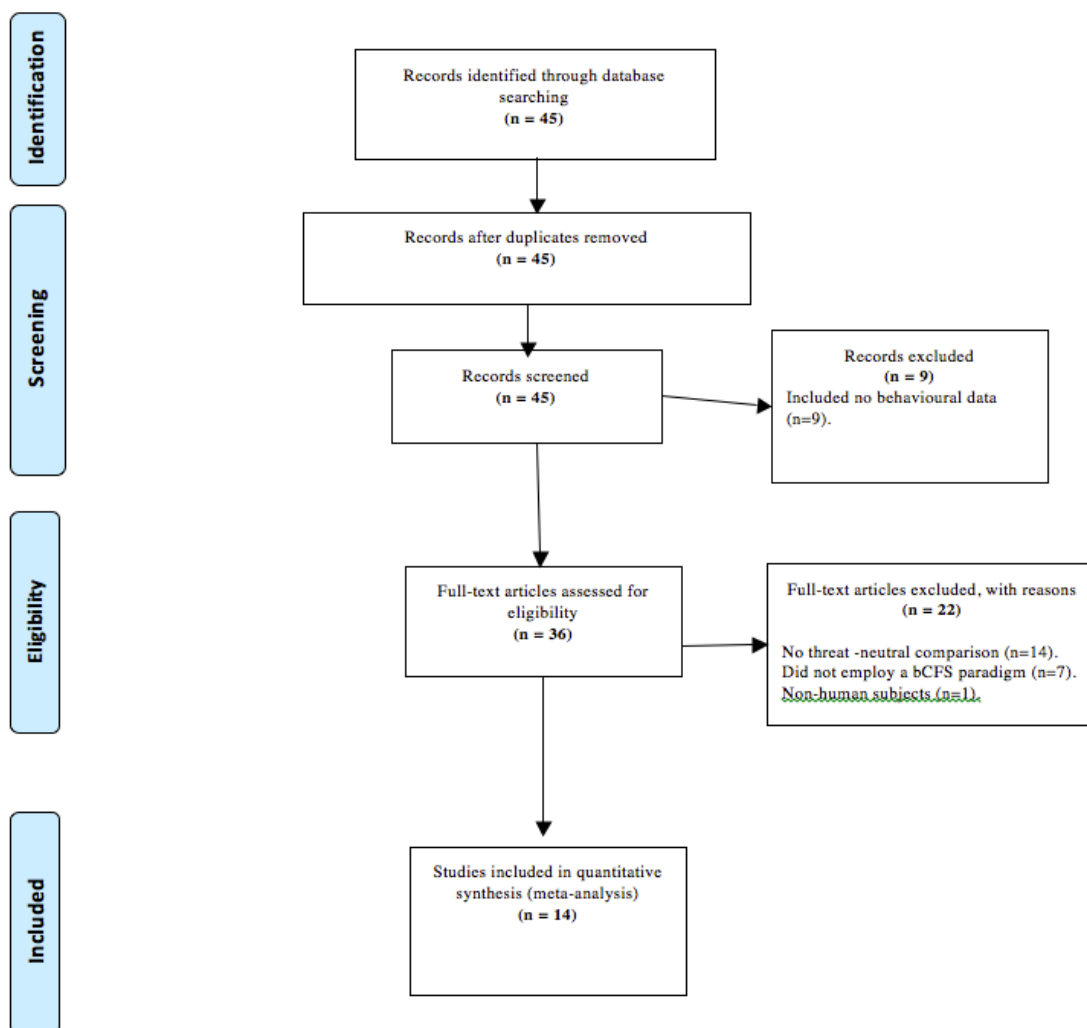 Identification
Records identified through database
searching
(n = 45)
Screening
Records after duplicates removed
(n = 45)
Records screened
(n = 45)
Records excluded
(n = 9)
Included no behavioural data
(n=9).
Eligibility
Full-text articles assessed for
eligibility
(n = 36)
Full-text articles excluded, with reasons
(n = 22)
No threat -neutral comparison (n=14).
Did not employ a bCFS paradigm (n=7).
Non-human subjects (n=1).
Included
Studies included in quantitative
synthesis (meta-analysis)
(n = 14)